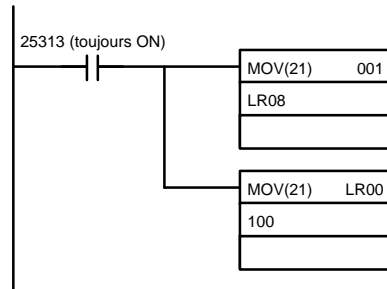 25313 (toujours ON)
MOV(21) 001
LR08
MOV(21) LR00
100